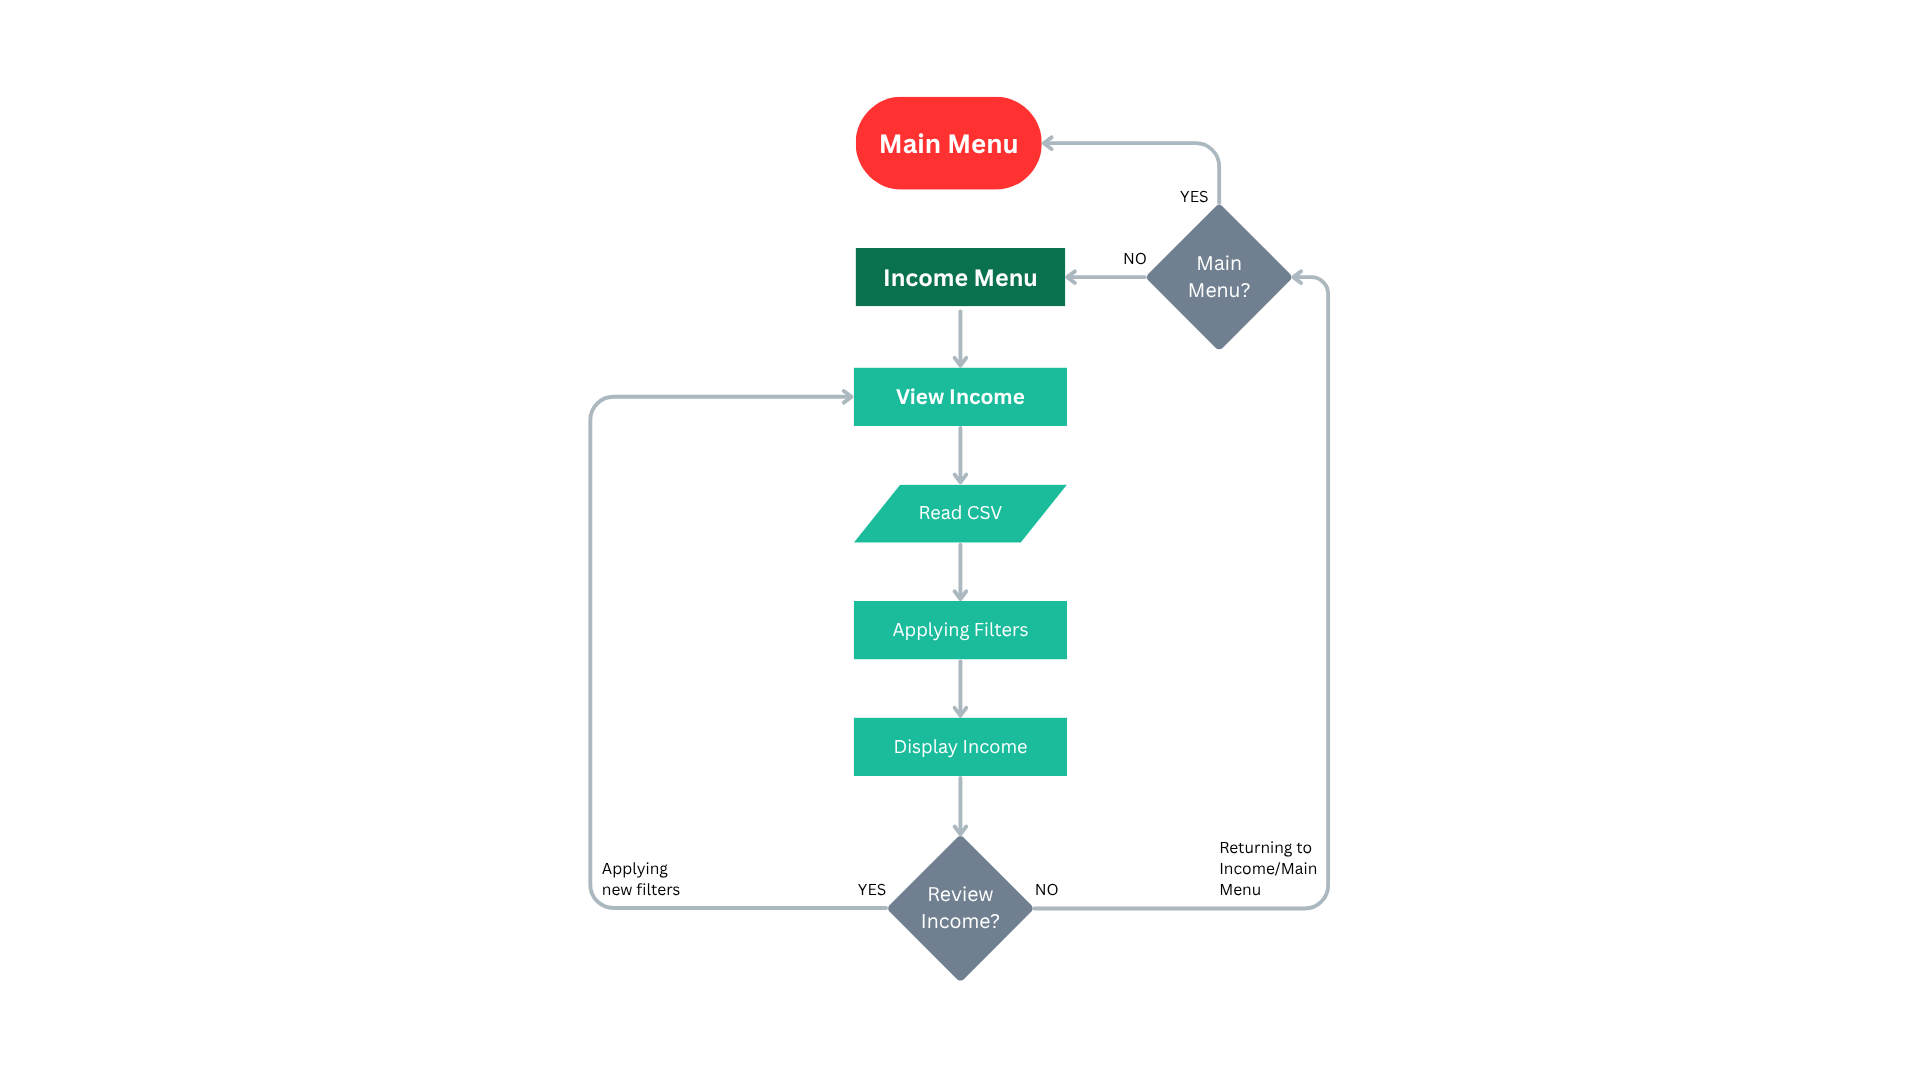 Main Menu
YES
NO
Main
Menu?
Income Menu
View Income
Read CSV
Applying Filters
Display Income
Applying
new filters
YES
Review
Income?
NO
Returning to
Income/Main
Menu